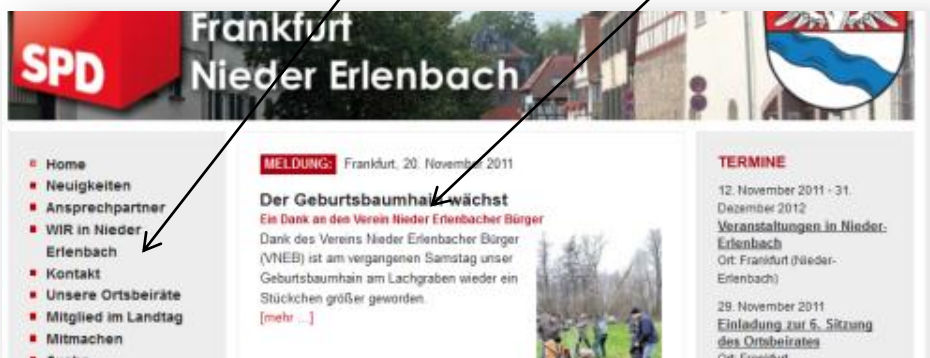 SPD
Frankfurt
Nieder Erlenbach
Home
Neuigkeiten
Ansprechpartner
WIR in Nieder
Erlenbach
Kontakt
Unsere Ortsbeiräte
Mitglied im Landtag
Mitmachen
MELDUNG: Frankfurt, 20. November 2011
Der Geburtsbaumhain wächst
Ein Dank an den Verein Nieder Erlenbacher Bürger
Dank des Vereins Nieder Erlenbacher Bürger
(VNEB) ist am vergangenen Samstag unser
Geburtsbaumhain am Lachgraben wieder ein
Stückchen größer geworden.
[mehr ...]
TERMINE
12. November 2011 - 31.
Dezember 2012
Veranstaltungen in Nieder-
Erlenbach
Ort: Frankfurt (Nieder-
Erlenbach)
29. November 2011
Einladung zur 6. Sitzung
des Ortsbeirates
Ort: Frankfurt